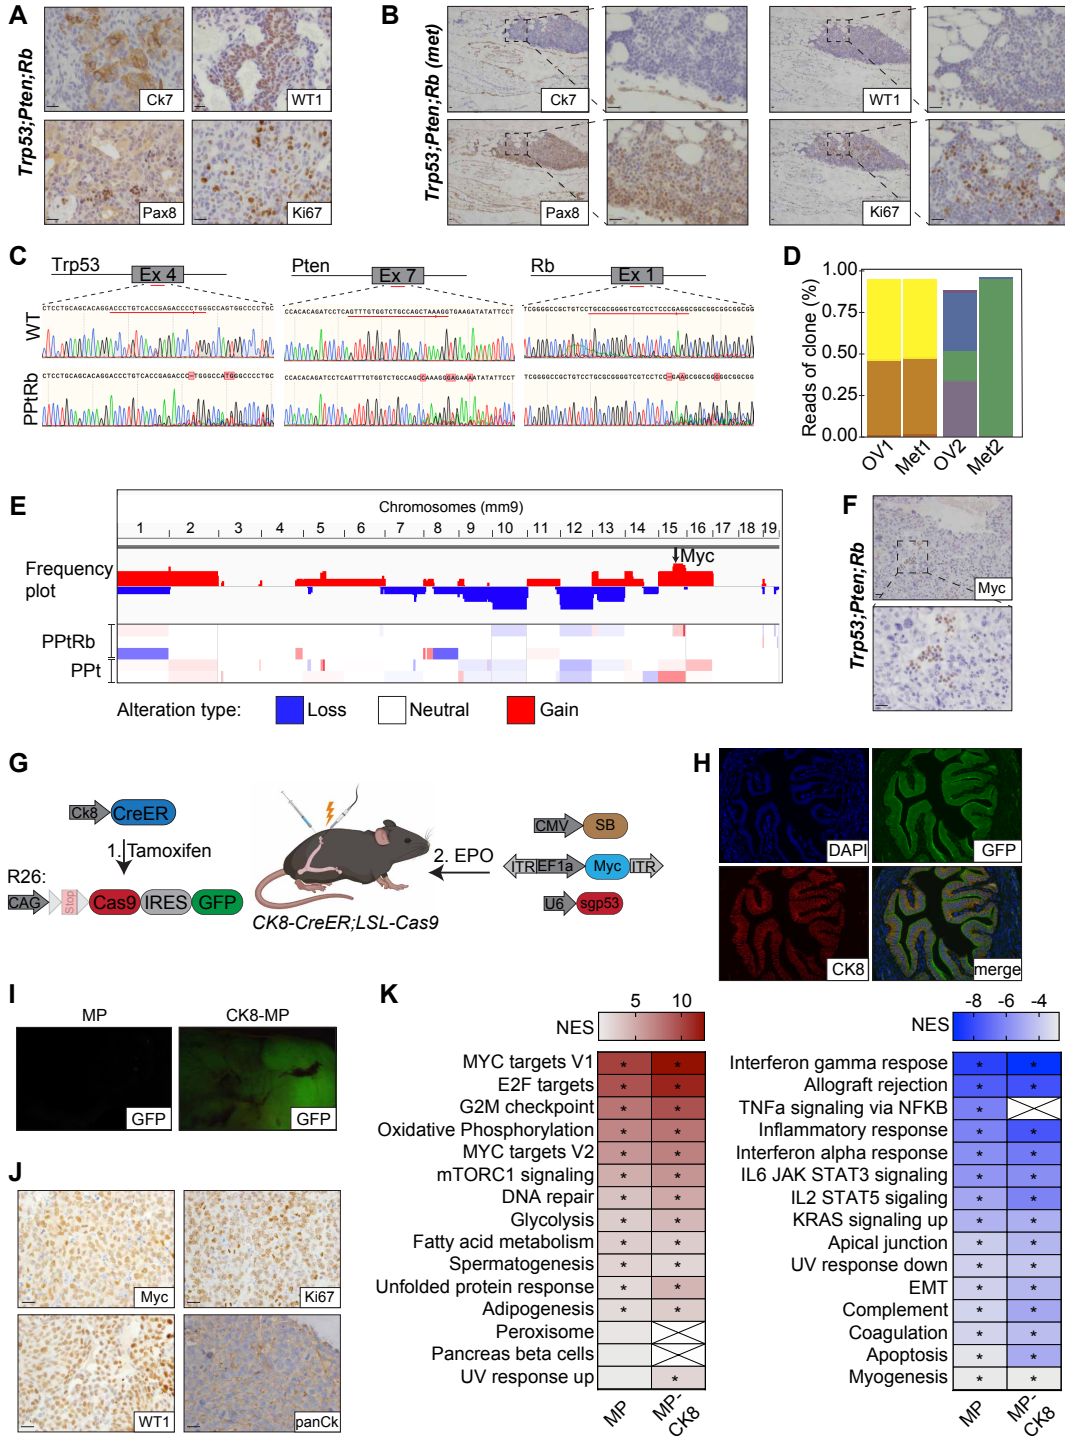 A
Trp53;Pten;Rb
Ck7
WT1
Pax8
Ki67
B
Trp53;Pten;Rb (met)
Ck7
WT1
Pax8
Ki67
C
Trp53
Ex 4
Pten
Ex 7
Rb
Ex 1
WT
CTCCTGCAGCACAGGACCCTGTCACCGAGACCCCTGGGCCAGTGGCCCCTGC
CCACACAGATCCTCAGTTTGTGGTCTGCCAGCTAAAGGTGAAGATATATTCCT
TCGGGGGCCGCTGTCCTGCGCGGGGTCGTCCTCCCGAGGCGGCGGCGGCGG
PPtRb
D
Reads of clone (%)
1.00
0.75
0.50
0.25
0.00
OV1
Met1
OV2
Met2
E
Chromosomes (mm9)
1 2 3 4 5 6 7 8 9 10 11 12 13 14 15 16 17 18 19
Myc
Frequency
plot
PPtRb
PPt
Alteration type:
Loss
Neutral
Gain
F
Trp53;Pten;Rb
Myc
G
Ck8
CreER
1. Tamoxifen
R26:
CAG
Stop
Cas9
IRES
GFP
CK8-CreER;LSL-Cas9
2. EPO
CMV
SB
ITR
EF1a
Myc
ITR
U6
sgp53
H
DAPI
GFP
CK8
merge
I
MP
CK8-MP
GFP
GFP
J
Myc
Ki67
WT1
panCk
K
5 10
NES
MYC targets V1 * *
E2F targets * *
G2M checkpoint * *
Oxidative Phosphorylation * *
MYC targets V2 * *
mTORC1 signaling * *
DNA repair * *
Glycolysis * *
Fatty acid metabolism * *
Spermatogenesis * *
Unfolded protein response * *
Adipogenesis * *
Peroxisome
Pancreas beta cells
UV response up *
MP
MP-
CK8
-8 -6 -4
NES
Interferon gamma respose * *
Allograft rejection * *
TNFa signaling via NFKB *
Inflammatory response * *
Interferon alpha response * *
IL6 JAK STAT3 signaling * *
IL2 STAT5 sigaling * *
KRAS signaling up * *
Apical junction * *
UV response down * *
EMT * *
Complement * *
Coagulation * *
Apoptosis * *
Myogenesis * *
MP
MP-
CK8